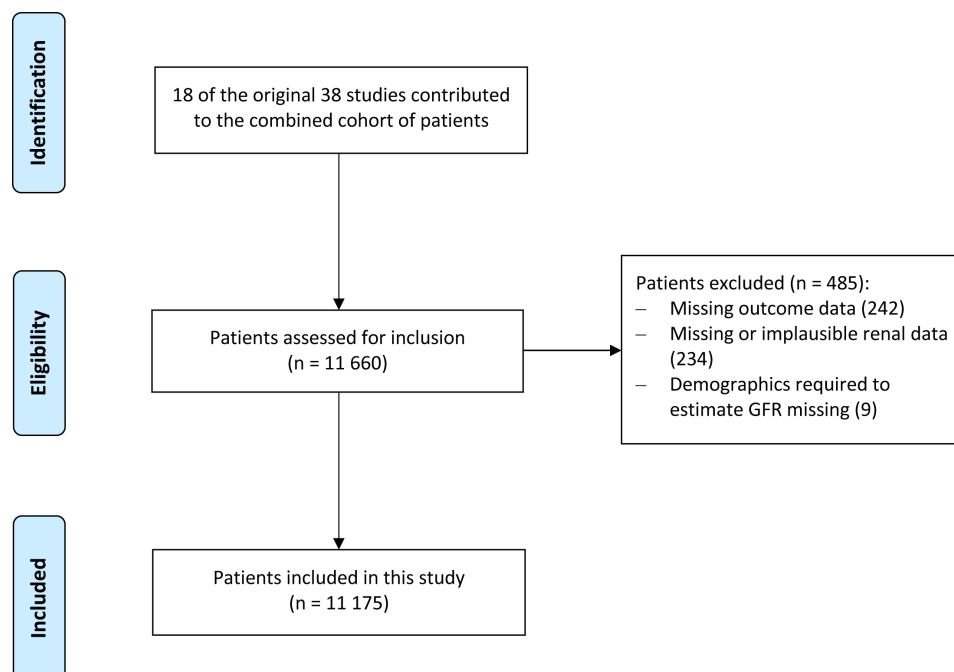 Identification
18 of the original 38 studies contributed
to the combined cohort of patients
Eligibility
Patients assessed for inclusion
(n = 11 660)
Patients excluded (n = 485):
– Missing outcome data (242)
– Missing or implausible renal data
(234)
– Demographics required to
estimate GFR missing (9)
Included
Patients included in this study
(n = 11 175)